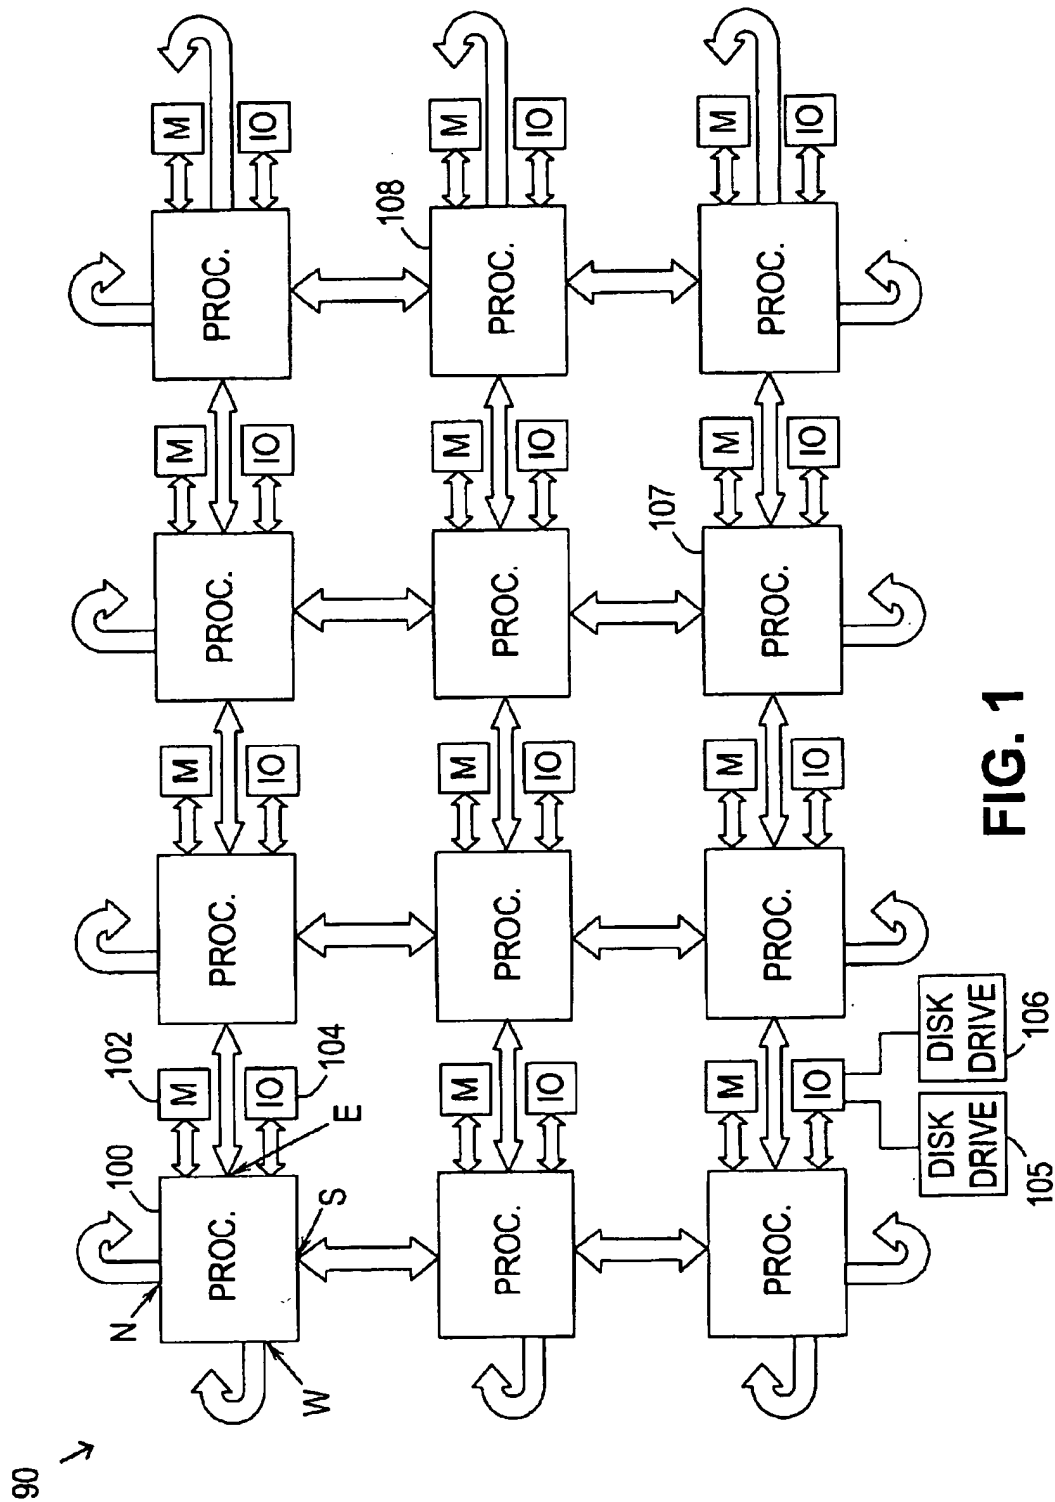 90
N 100 102
M M M M
PROC. PROC. PROC. PROC.
IO IO IO IO
W S E 104
108
M M M M
PROC. PROC. PROC. PROC.
IO IO IO IO
107
M M M M
PROC. PROC. PROC. PROC.
IO IO IO IO
DISK DRIVE
DISK DRIVE
105 106
FIG. 1